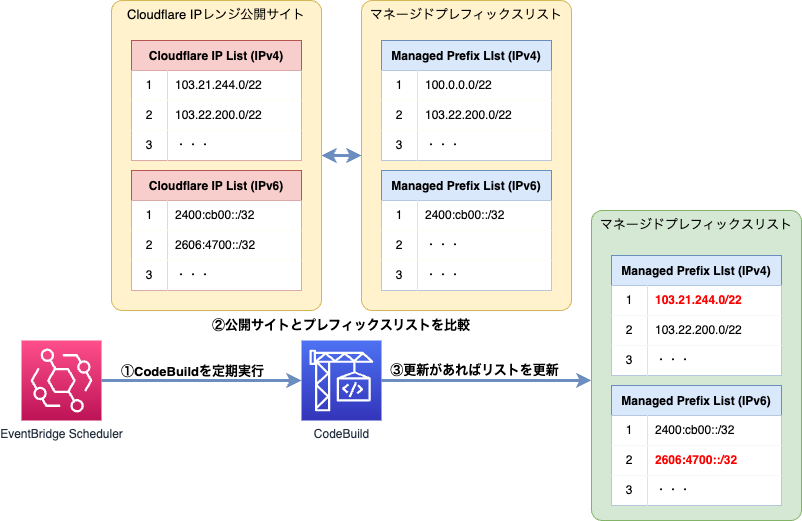 Cloudflare IPレンジ公開サイト
Cloudflare IP List (IPv4)
1 103.21.244.0/22
2 103.22.200.0/22
3 ・・・
Cloudflare IP List (IPv6)
1 2400:cb00::/32
2 2606:4700::/32
3 ・・・
マネージドプレフィックスリスト
Managed Prefix LIst (IPv4)
1 100.0.0.0/22
2 103.22.200.0/22
3 ・・・
Managed Prefix List (IPv6)
1 2400:cb00::/32
2 ・・・
3 ・・・
②公開サイトとプレフィックスリストを比較
①CodeBuildを定期実行
EventBridge Scheduler
CodeBuild
③更新があればリストを更新
マネージドプレフィックスリスト
Managed Prefix LIst (IPv4)
1 103.21.244.0/22
2 103.22.200.0/22
3 ・・・
Managed Prefix List (IPv6)
1 2400:cb00::/32
2 2606:4700::/32
3 ・・・